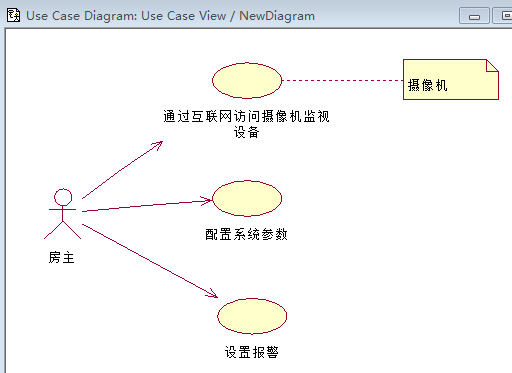 Use Case Diagram: Use Case View / NewDiagram
摄像机
通过互联网访问摄像机监视
设备
配置系统参数
房主
设置报警